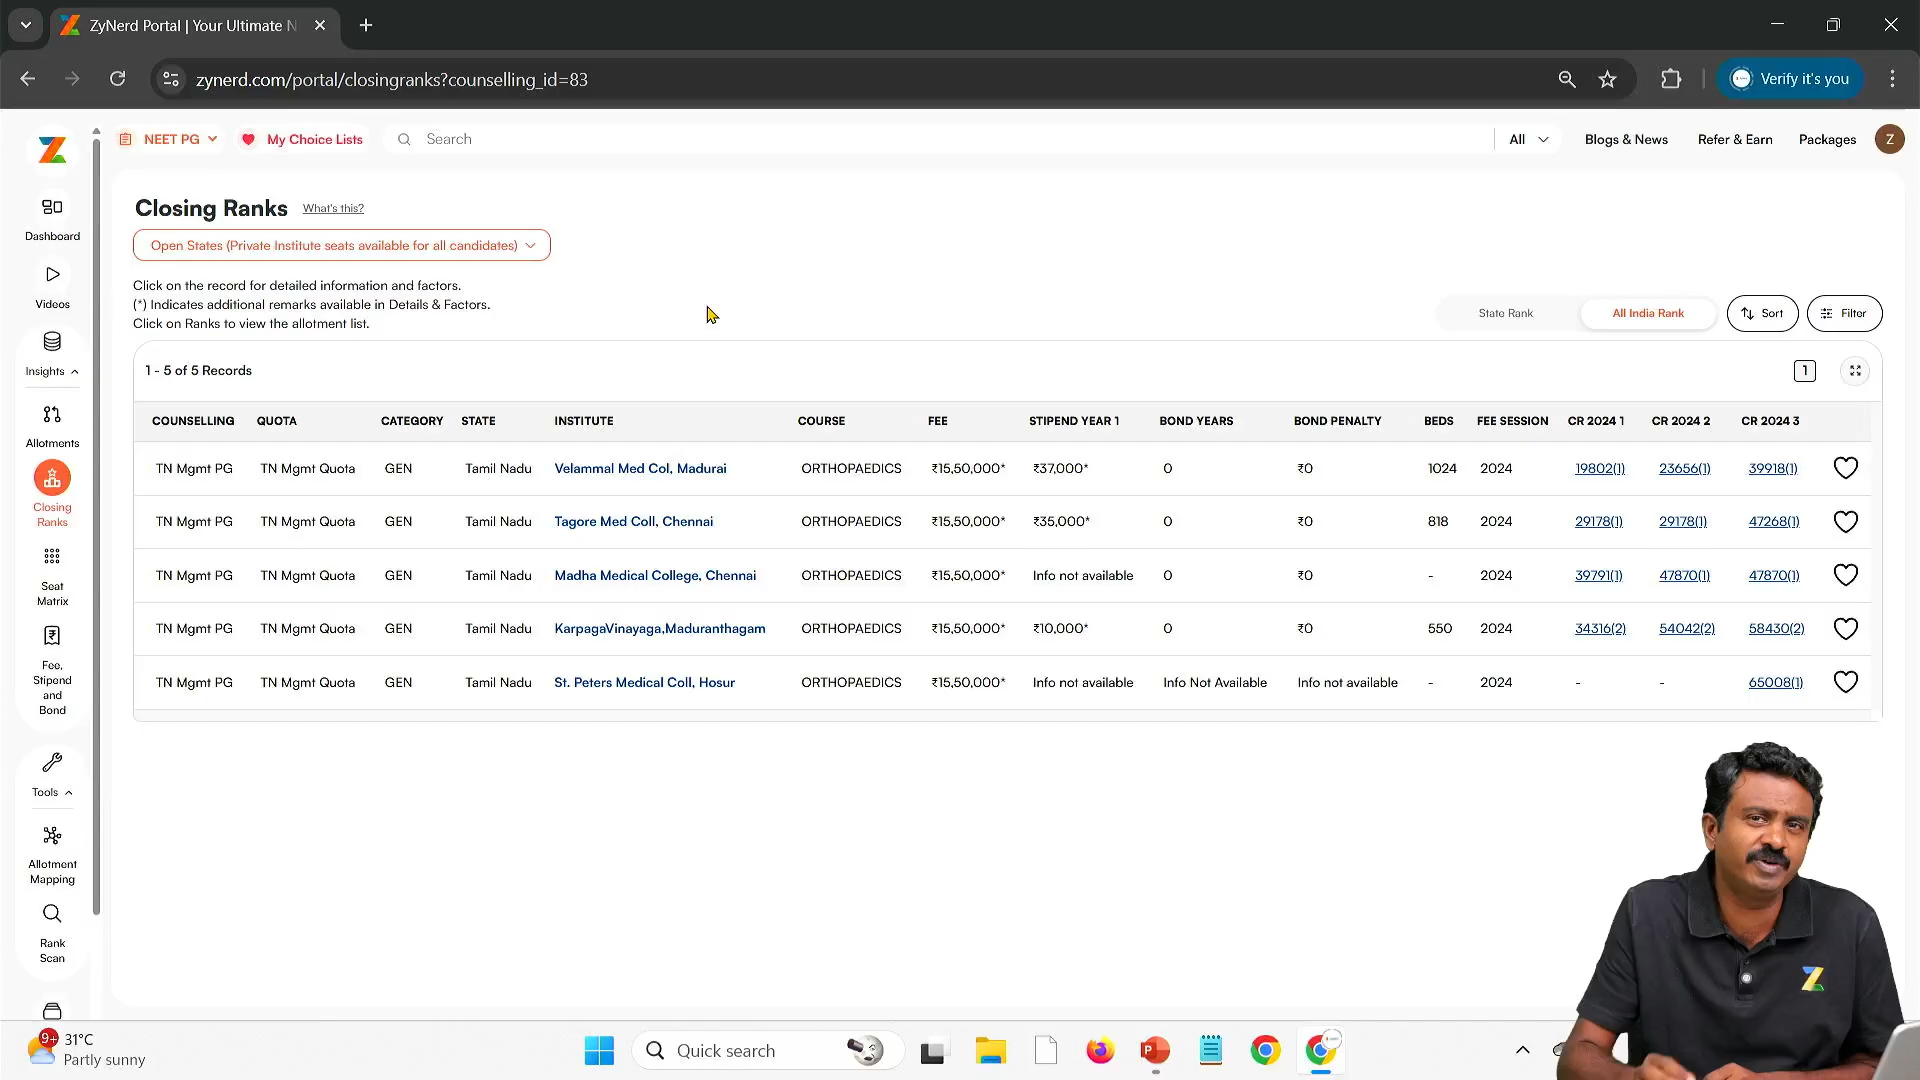 ZyNerd Portal | Your Ultimate N
zynerd.com/portal/closingranks?counselling_id=83
Verify it's you
NEET PG
My Choice Lists
Search
All
Blogs & News
Refer & Earn
Packages
Z
Dashboard
Videos
Insights
Allotments
Closing
Ranks
Seat
Matrix
Fee,
Stipend
and
Bond
Tools
Allotment
Mapping
Rank
Scan
Closing Ranks
What's this?
Open States (Private Institute seats available for all candidates)
Click on the record for detailed information and factors.
(*) Indicates additional remarks available in Details & Factors.
Click on Ranks to view the allotment list.
State Rank
All India Rank
Sort
Filter
1 - 5 of 5 Records
1
COUNSELLING QUOTA CATEGORY STATE INSTITUTE COURSE FEE STIPEND YEAR 1 BOND YEARS BOND PENALTY BEDS FEE SESSION CR 2024 1 CR 2024 2 CR 2024 3
TN Mgmt PG TN Mgmt Quota GEN Tamil Nadu Velammal Med Col, Madurai ORTHOPAEDICS ₹15,50,000* ₹37,000* 0 ₹0 1024 2024 19802(1) 23656(1) 39918(1)
TN Mgmt PG TN Mgmt Quota GEN Tamil Nadu Tagore Med Coll, Chennai ORTHOPAEDICS ₹15,50,000* ₹35,000* 0 ₹0 818 2024 29178(1) 29178(1) 47268(1)
TN Mgmt PG TN Mgmt Quota GEN Tamil Nadu Madha Medical College, Chennai ORTHOPAEDICS ₹15,50,000* Info not available 0 ₹0 - 2024 39791(1) 47870(1) 47870(1)
TN Mgmt PG TN Mgmt Quota GEN Tamil Nadu KarpagaVinayaga,Maduranthagam ORTHOPAEDICS ₹15,50,000* ₹10,000* 0 ₹0 550 2024 34316(2) 54042(2) 58430(2)
TN Mgmt PG TN Mgmt Quota GEN Tamil Nadu St. Peters Medical Coll, Hosur ORTHOPAEDICS ₹15,50,000* Info not available Info Not Available Info not available - 2024 - - 65008(1)
9+
31°C
Partly sunny
Quick search